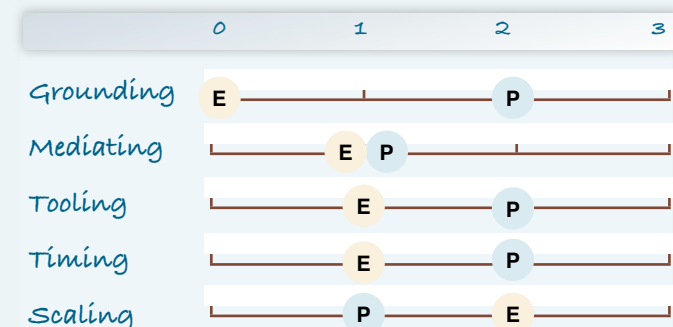 0 1 2 3
Grounding E P
Mediating E P
Tooling E P
Timing E P
Scaling P E